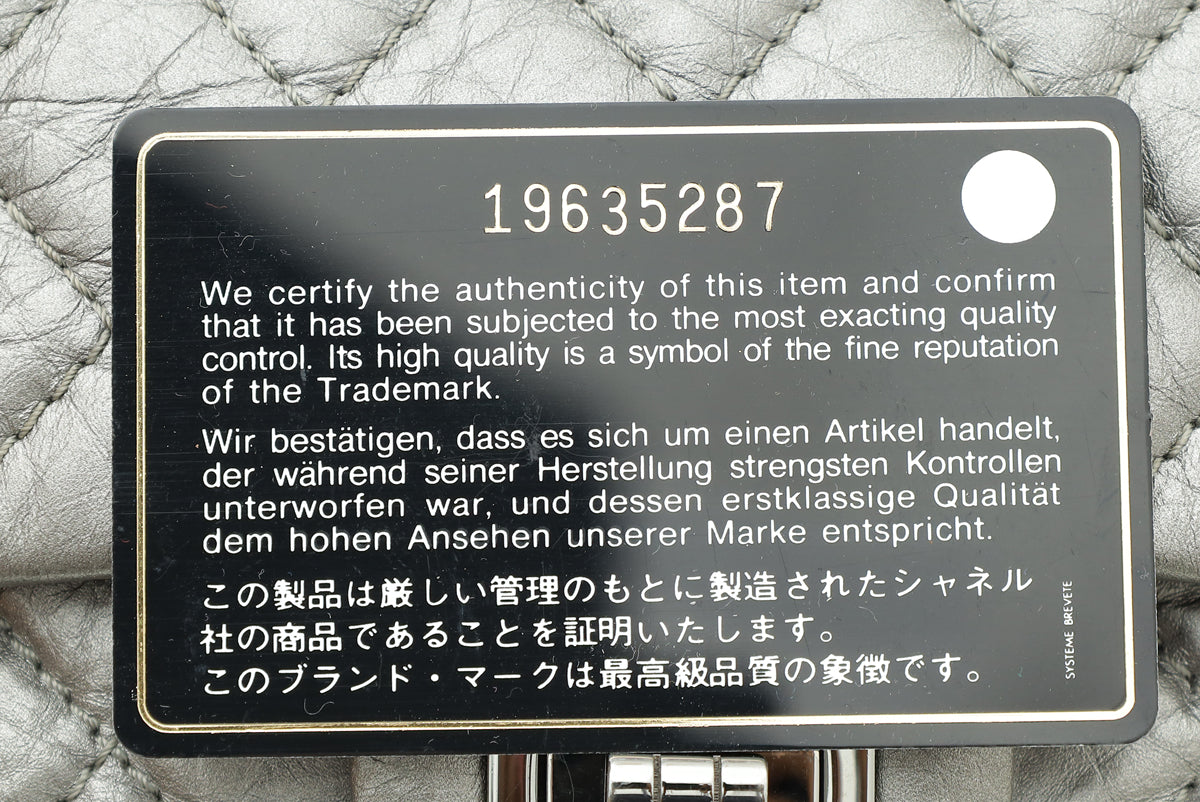 19635287
We certify the authenticity of this item and confirm
that it has been subjected to the most exacting quality
control. Its high quality is a symbol of the fine reputation
of the Trademark.
Wir bestätigen, dass es sich um einen Artikel handelt,
der während seiner Herstellung strengsten Kontrollen
unterworfen war, und dessen erstklassige Qualität
dem hohen Ansehen unserer Marke entspricht.
この製品は厳しい管理のもとに製造されたシャネル
社の商品であることを証明いたします。
このブランド・マークは最高級品質の象徴です。
SYSTEME BREVETE